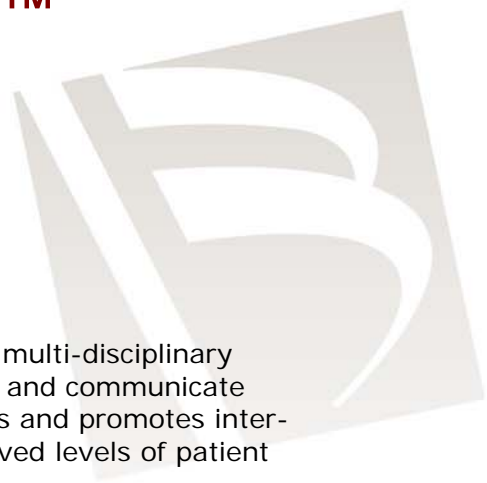 TM
multi-disciplinary
and communicate
s and promotes inter-
ved levels of patient